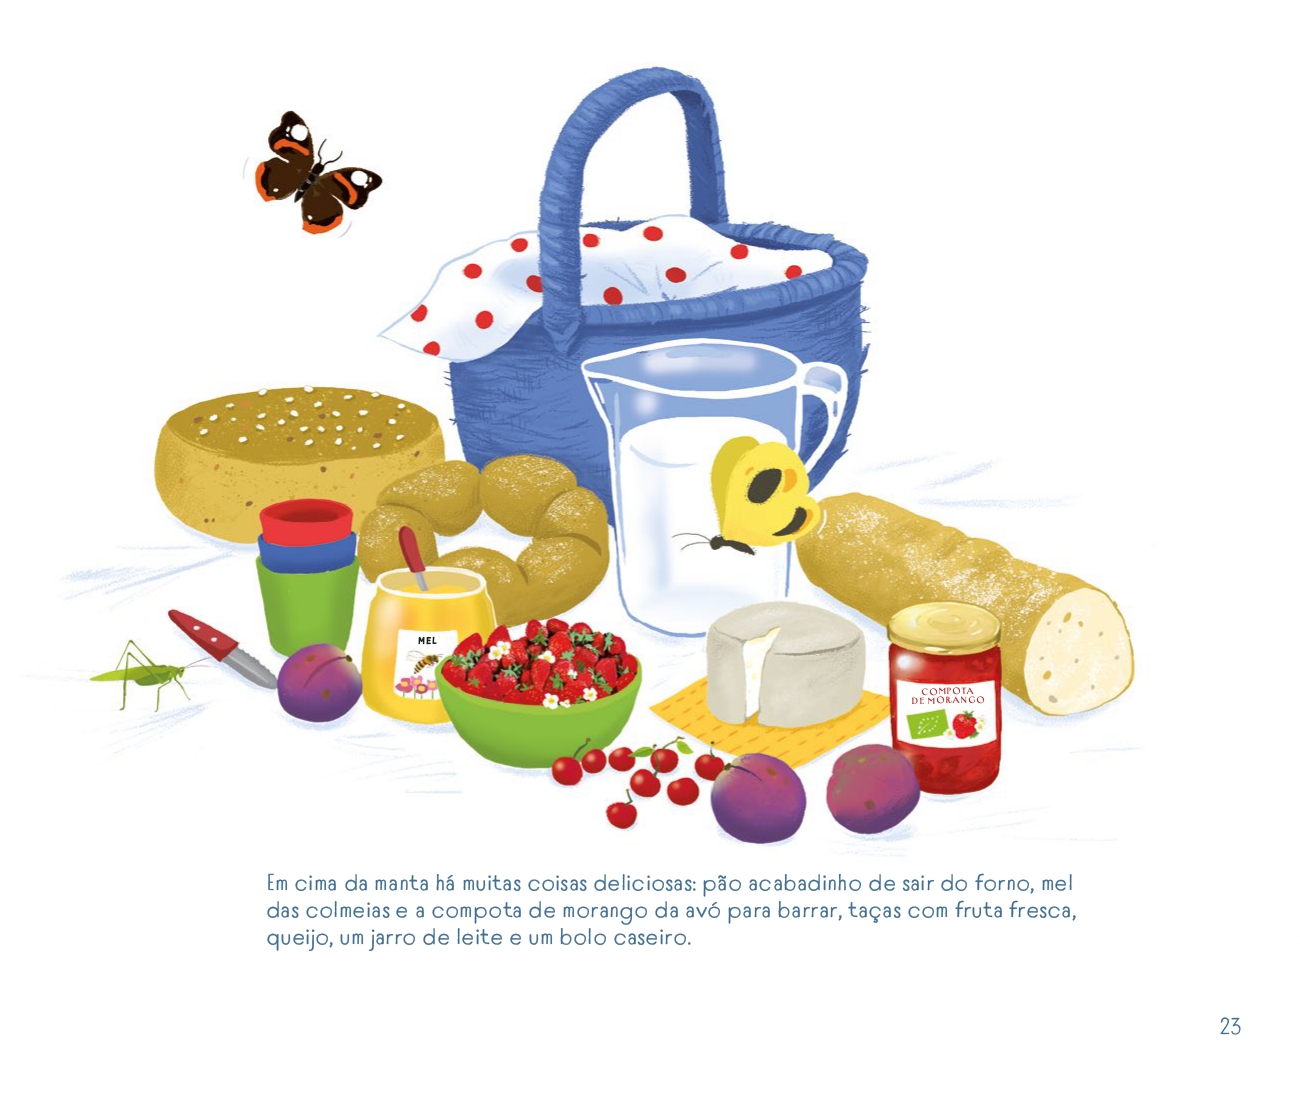 MEL
COMPOTA
DE MORANGO
Em cima da manta há muitas coisas deliciosas: pão acabadinho de sair do forno, mel
das colmeias e a compota de morango da avó para barrar, taças com fruta fresca,
queijo, um jarro de leite e um bolo caseiro.
23